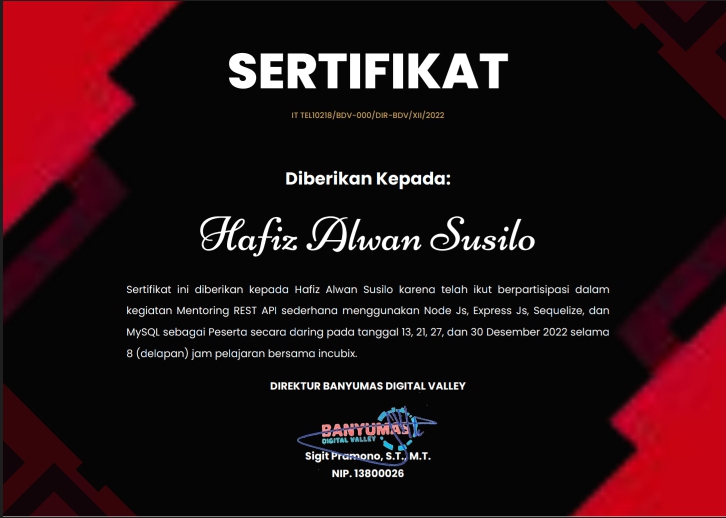 SERTIFIKAT
IT TEL10218/BDV-000/DIR-BDV/XII/2022
Diberikan Kepada:
Hafiz Alwan Susilo
Sertifikat ini diberikan kepada Hafiz Alwan Susilo karena telah ikut berpartisipasi dalam
kegiatan Mentoring REST API sederhana menggunakan Node Js, Express Js, Sequelize, dan
MySQL sebagai Peserta secara daring pada tanggal 13, 21, 27, dan 30 Desember 2022 selama
8 (delapan) jam pelajaran bersama incubix.
DIREKTUR BANYUMAS DIGITAL VALLEY
BANYUMAS
DIGITAL VALLEY
Sigit Pramono, S.T., M.T.
NIP. 13800026